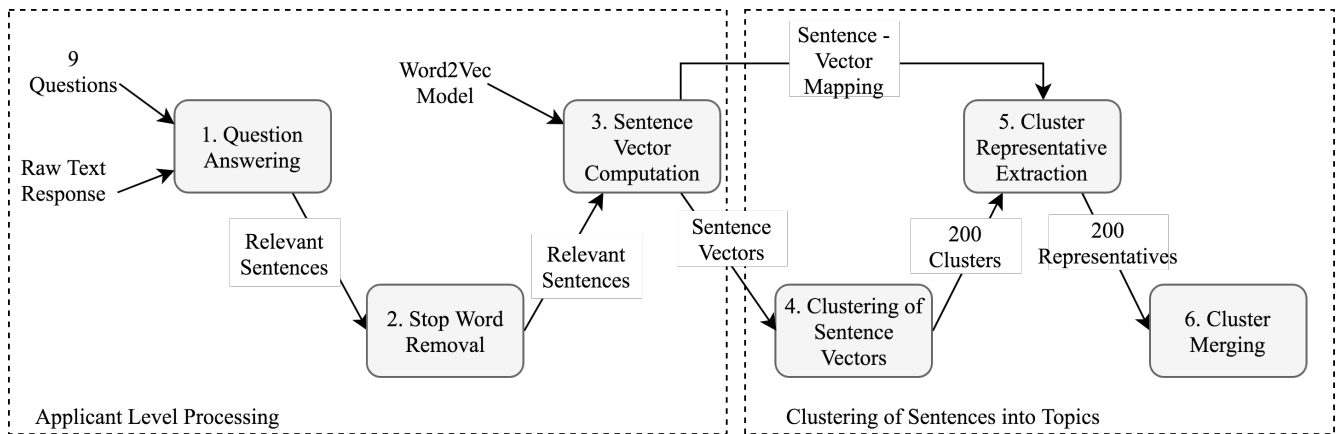 9
Questions
Raw Text
Response
1. Question
Answering
Relevant
Sentences
2. Stop Word
Removal
Relevant
Sentences
Word2Vec
Model
3. Sentence
Vector
Computation
Applicant Level Processing
Sentence -
Vector
Mapping
Sentence
Vectors
4. Clustering of
Sentence
Vectors
200
Clusters
5. Cluster
Representative
Extraction
200
Representatives
6. Cluster
Merging
Clustering of Sentences into Topics